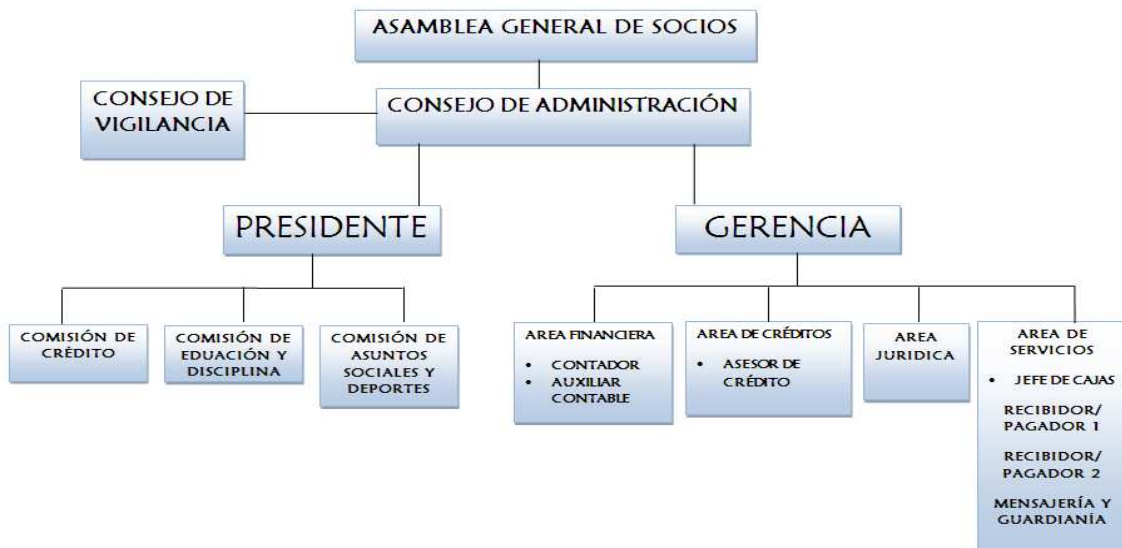 ASAMBLEA GENERAL DE SOCIOS
CONSEJO DE
VIGILANCIA
CONSEJO DE ADMINISTRACIÓN
PRESIDENTE
GERENCIA
COMISIÓN DE
CRÉDITO
COMISIÓN DE
EDUACIÓN Y
DISCIPLINA
COMISIÓN DE
ASUNTOS
SOCIALES Y
DEPORTES
AREA FINANCIERA
• CONTADOR
• AUXILIAR
CONTABLE
AREA DE CRÉDITOS
• ASESOR DE
CRÉDITO
AREA
JURIDICA
AREA DE
SERVICIOS
• JEFE DE CAJAS
RECIBIDOR/
PAGADOR 1
RECIBIDOR/
PAGADOR 2
MENSAJERÍA Y
GUARDIANÍA